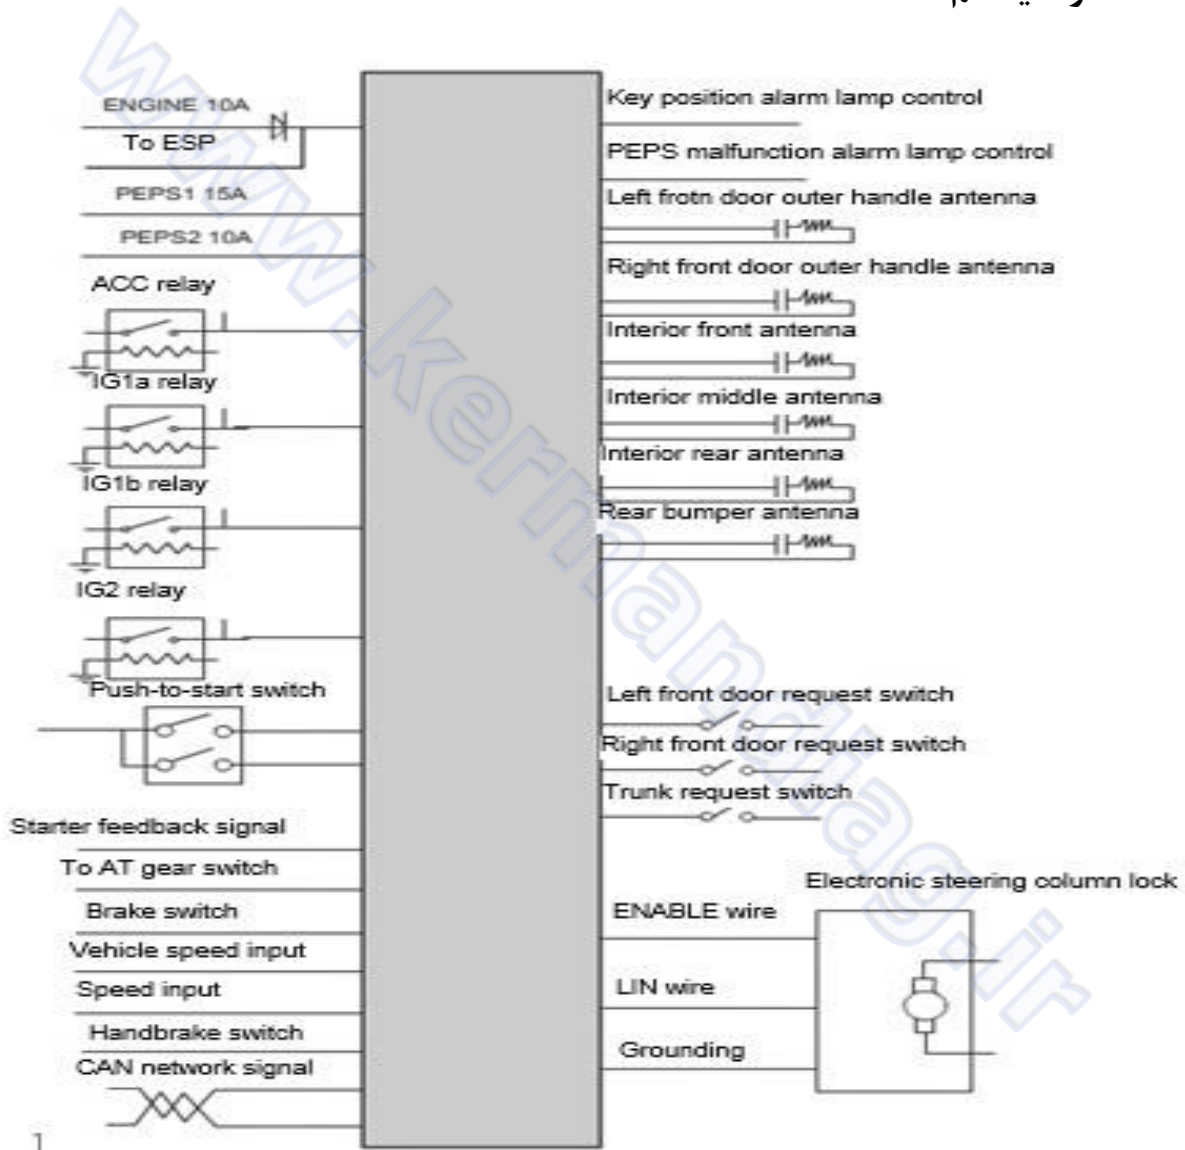 ENGINE 10A
To ESP
PEPS1 15A
PEPS2 10A
ACC relay
IG1a relay
IG1b relay
IG2 relay
Push-to-start switch
Starter feedback signal
To AT gear switch
Brake switch
Vehicle speed input
Speed input
Handbrake switch
CAN network signal
1
Key position alarm lamp control
PEPS malfunction alarm lamp control
Left frotn door outer handle antenna
Right front door outer handle antenna
Interior front antenna
Interior middle antenna
Interior rear antenna
Rear bumper antenna
Left front door request switch
Right front door request switch
Trunk request switch
Electronic steering column lock
ENABLE wire
LIN wire
Grounding
www.kermandiag.ir